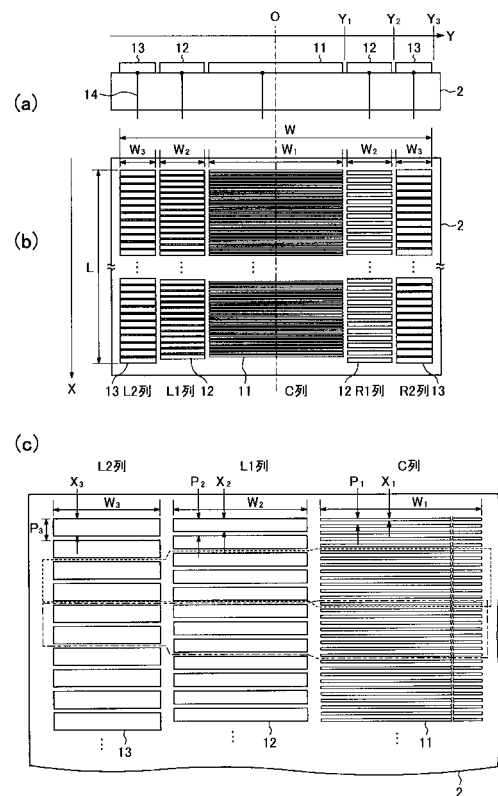 O Y₁ Y₂ Y₃
Y
13 12 11 12 13
2
(a) 14
W
W₃ W₂ W₁ W₂ W₃
2
(b) L
X
13 L2列 L1列 12 11 C列 12 R1列 R2列 13
(c)
L2列 L1列 C列
X₃ P₂ X₂ P₁ X₁
W₃ W₂ W₁
P₃
13 12 11
2